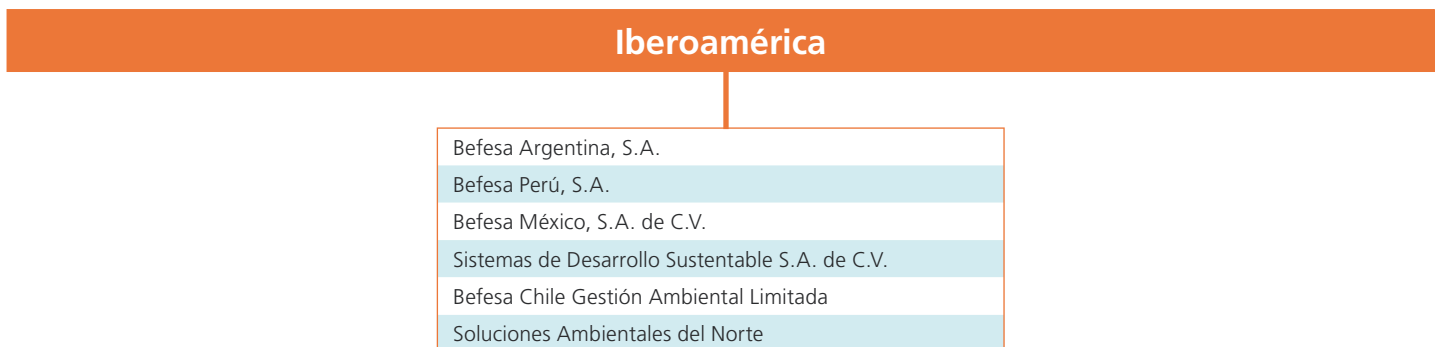 Iberoamérica
Befesa Argentina, S.A.
Befesa Perú, S.A.
Befesa México, S.A. de C.V.
Sistemas de Desarrollo Sustentable S.A. de C.V.
Befesa Chile Gestión Ambiental Limitada
Soluciones Ambientales del Norte